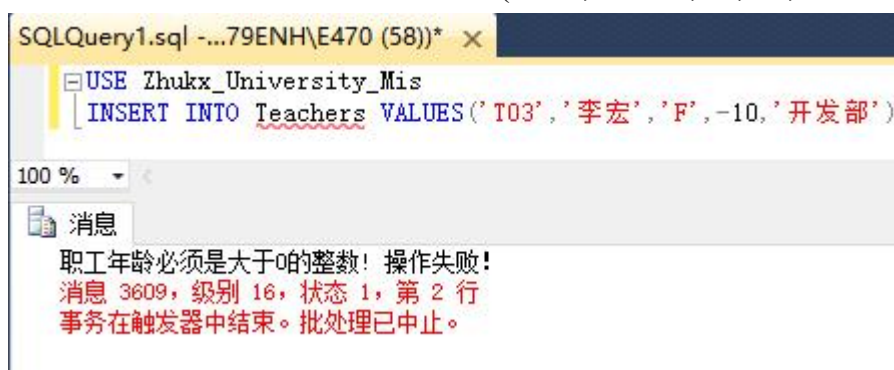 SQLQuery1.sql -...79ENH\E470 (58))* ×
USE Zhukx_University_Mis
INSERT INTO Teachers VALUES('T03','李宏','F',-10,'开发部')
100 %
消息
职工年龄必须是大于0的整数! 操作失败!
消息 3609，级别 16，状态 1，第 2 行
事务在触发器中结束。批处理已中止。